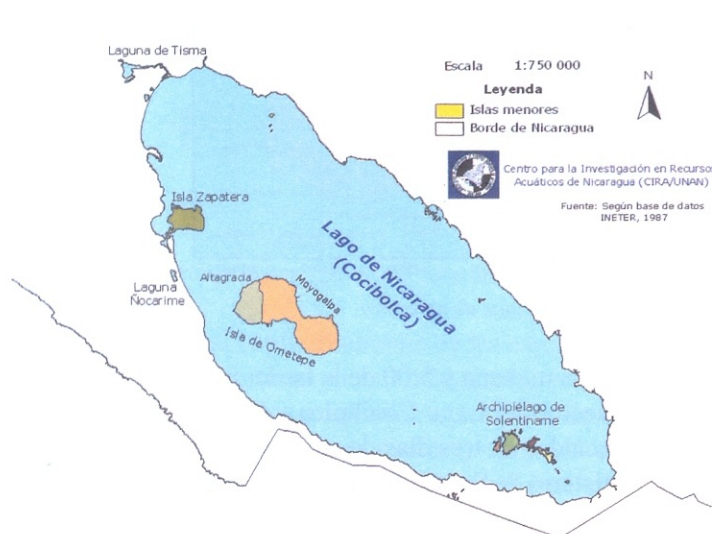 Laguna de Tisma
Escala 1:750 000
Leyenda
Islas menores
Borde de Nicaragua
N
Centro para la Investigación en Recursos
Acuáticos de Nicaragua (CIRA/UNAN)
Fuente: Según base de datos
INETER, 1987
Isla Zapatera
Lago de Nicaragua
(Cocibolca)
Laguna
Ñocarime
Altagracia
Moyogalpa
Isla de Ometepe
Archipiélago de
Solentiname